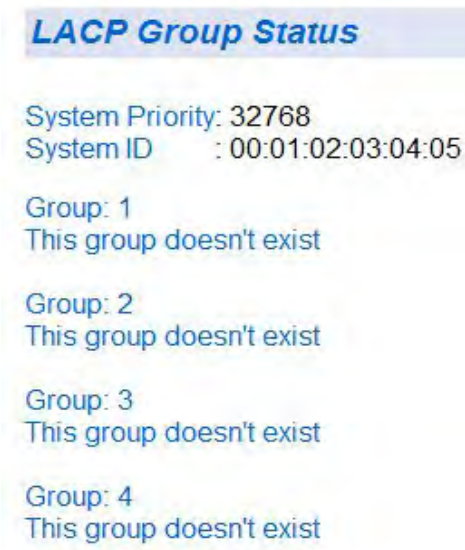 LACP Group Status
System Priority: 32768
System ID : 00:01:02:03:04:05
Group: 1
This group doesn't exist
Group: 2
This group doesn't exist
Group: 3
This group doesn't exist
Group: 4
This group doesn't exist